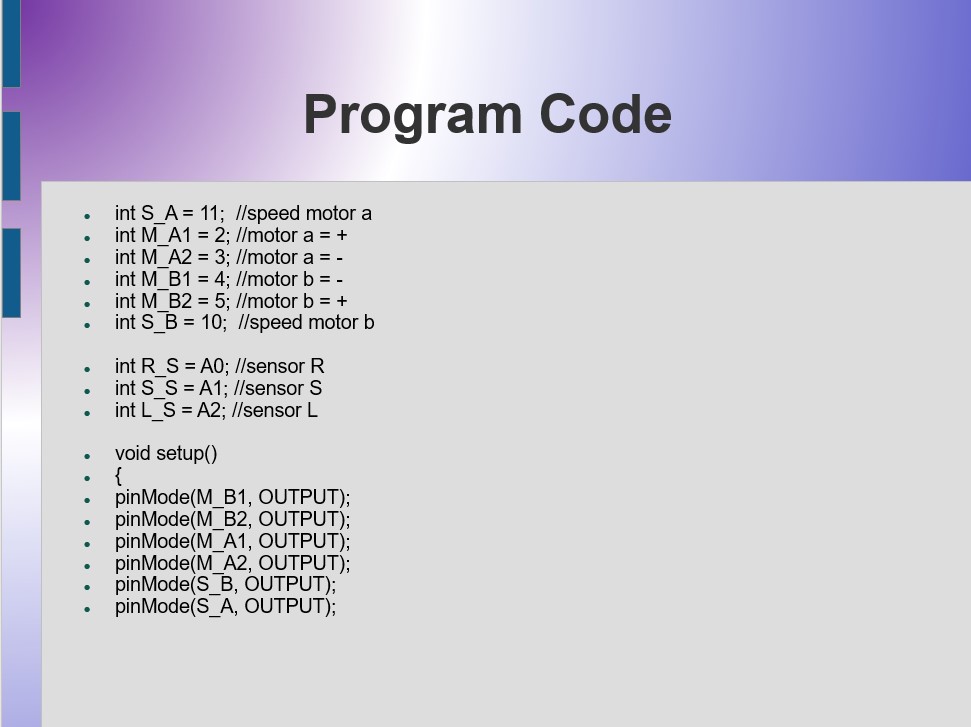 Program Code
int S_A = 11;  //speed motor a
int M_A1 = 2; //motor a = +
int M_A2 = 3; //motor a = -
int M_B1 = 4; //motor b = -
int M_B2 = 5; //motor b = +
int S_B = 10;  //speed motor b
int R_S = A0; //sensor R
int S_S = A1; //sensor S
int L_S = A2; //sensor L
void setup()
{
pinMode(M_B1, OUTPUT);
pinMode(M_B2, OUTPUT);
pinMode(M_A1, OUTPUT);
pinMode(M_A2, OUTPUT);
pinMode(S_B, OUTPUT);
pinMode(S_A, OUTPUT);